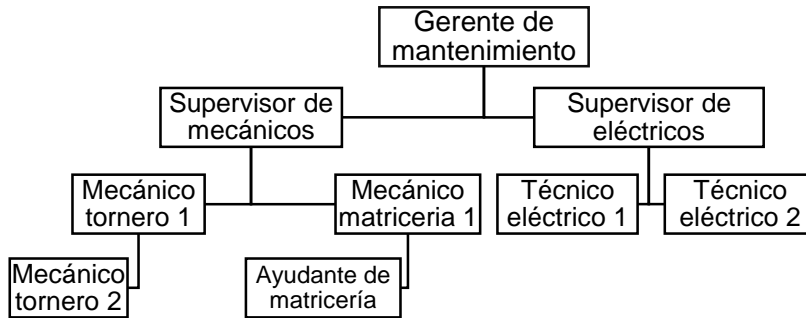 Gerente de
mantenimiento
Supervisor de
mecánicos
Supervisor de
eléctricos
Mecánico
tornero 1
Mecánico
matriceria 1
Técnico
eléctrico 1
Técnico
eléctrico 2
Mecánico
tornero 2
Ayudante de
matricería